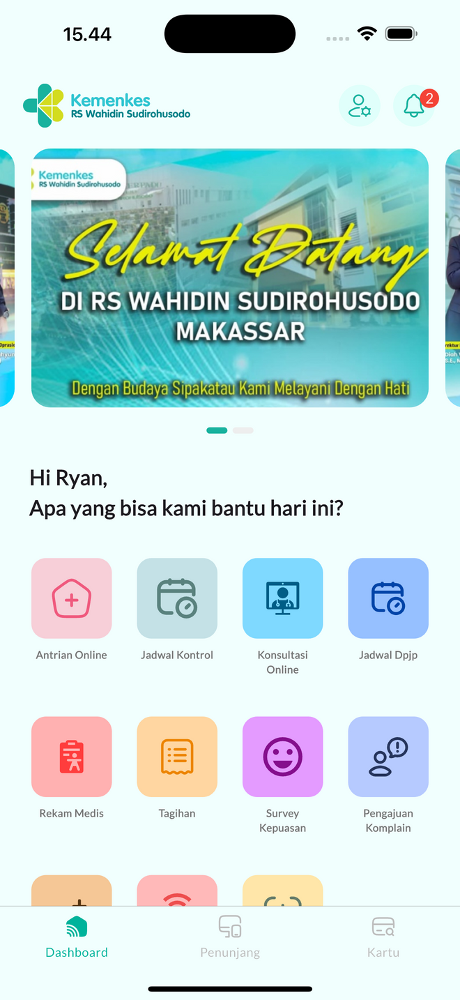 15.44
Kemenkes
RS Wahidin Sudirohusodo
2
Kemenkes
RS Wahidin Sudirohusodo
Selamat Datang
DI RS WAHIDIN SUDIROHUSODO
MAKASSAR
Dengan Budaya Sipakatau Kami Melayani Dengan Hati
Hi Ryan,
Apa yang bisa kami bantu hari ini?
Antrian Online
Jadwal Kontrol
Konsultasi
Online
Jadwal Dpjp
Rekam Medis
Tagihan
Survey
Kepuasan
Pengajuan
Komplain
Dashboard
Penunjang
Kartu